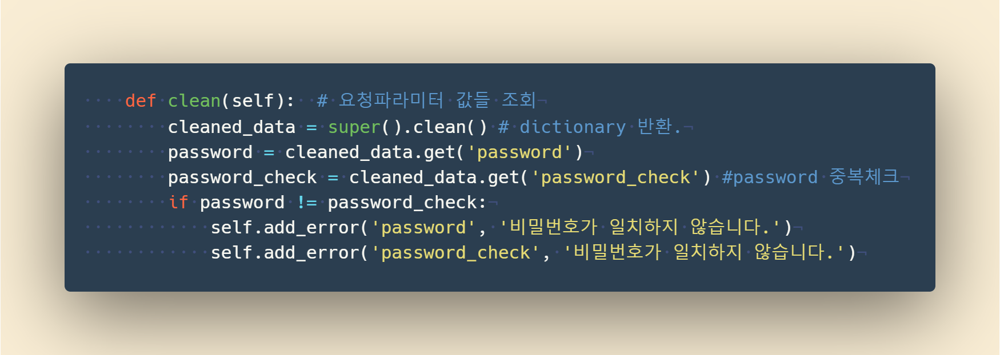 def clean(self):  # 요청파라미터 값들 조회
cleaned_data = super().clean() # dictionary 반환.
password = cleaned_data.get('password')
password_check = cleaned_data.get('password_check') #password 중복체크
if password != password_check:
self.add_error('password', '비밀번호가 일치하지 않습니다.')
self.add_error('password_check', '비밀번호가 일치하지 않습니다.')